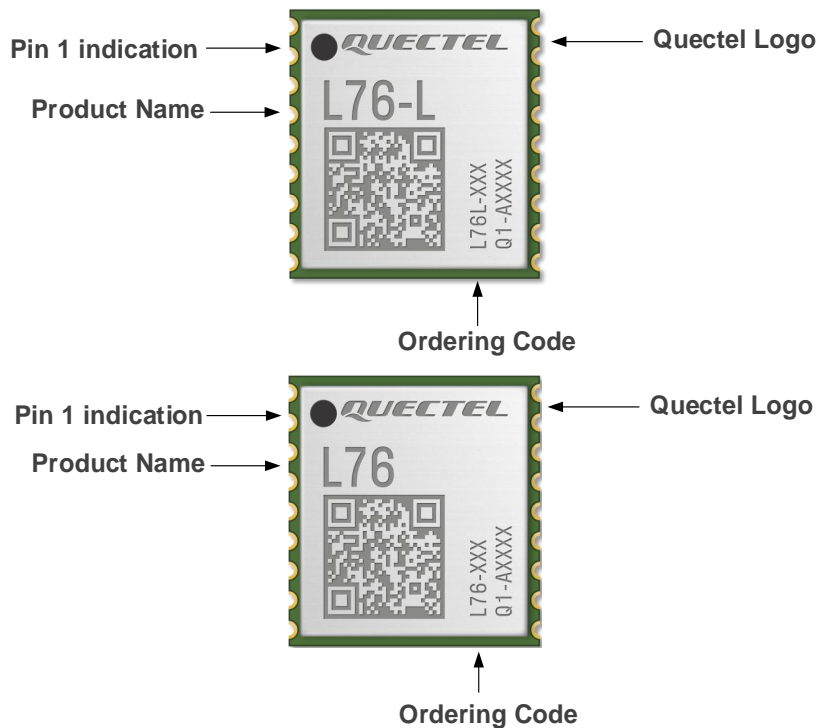 Pin 1 indication
QUECTEL
Quectel Logo
Product Name
L76-L
L76L-XXX
Q1-AXXXX
Ordering Code
Pin 1 indication
QUECTEL
Quectel Logo
Product Name
L76
L76-XXX
Q1-AXXXX
Ordering Code